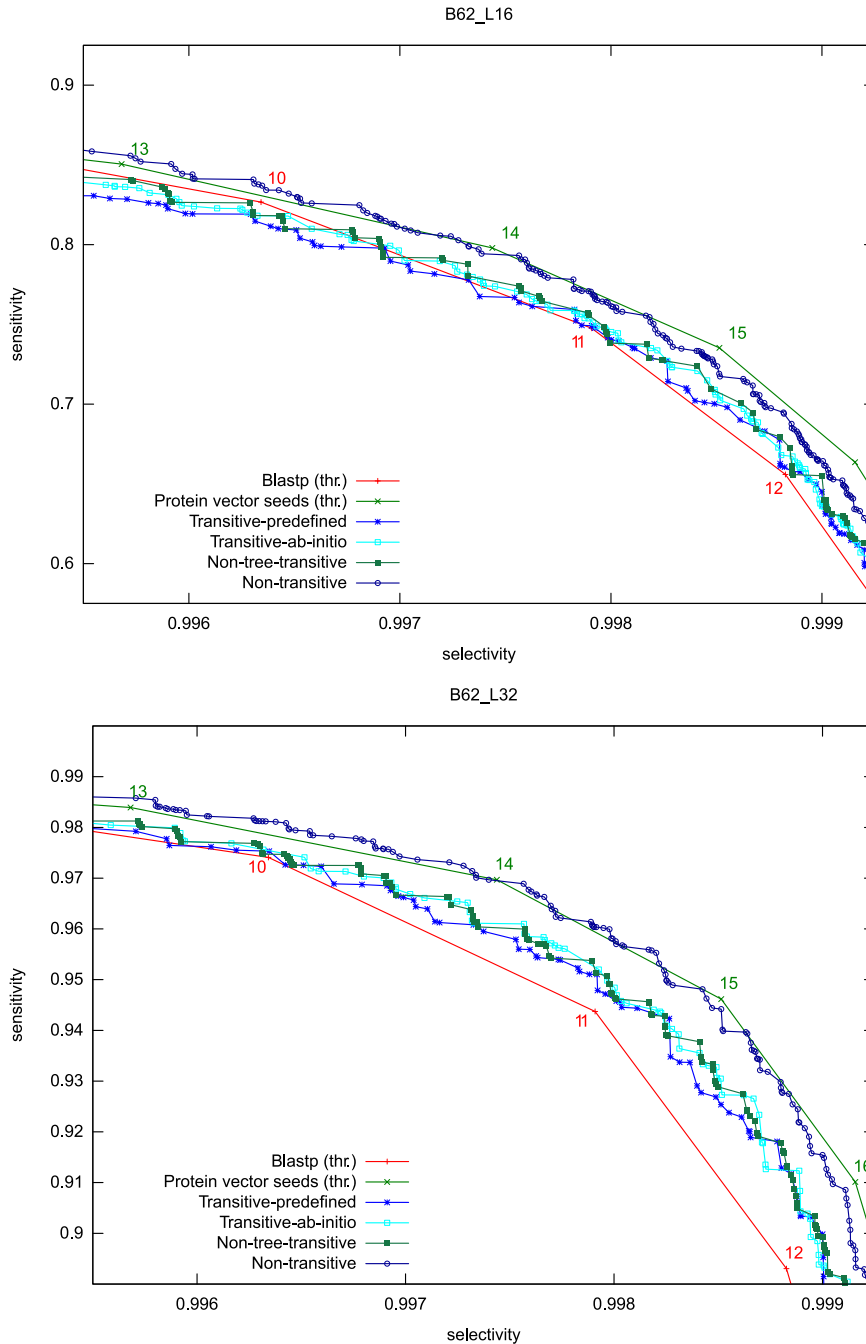 B62_L16
0.9
0.8
0.7
0.6
sensitivity
13
10
14
11
15
12
Blastp (thr.)
Protein vector seeds (thr.)
Transitive-predefined
Transitive-ab-initio
Non-tree-transitive
Non-transitive
0.996 0.997 0.998 0.999
selectivity
B62_L32
0.99
0.98
0.97
0.96
0.95
0.94
0.93
0.92
0.91
0.9
sensitivity
13
10
14
11
15
16
12
Blastp (thr.)
Protein vector seeds (thr.)
Transitive-predefined
Transitive-ab-initio
Non-tree-transitive
Non-transitive
0.996 0.997 0.998 0.999
selectivity